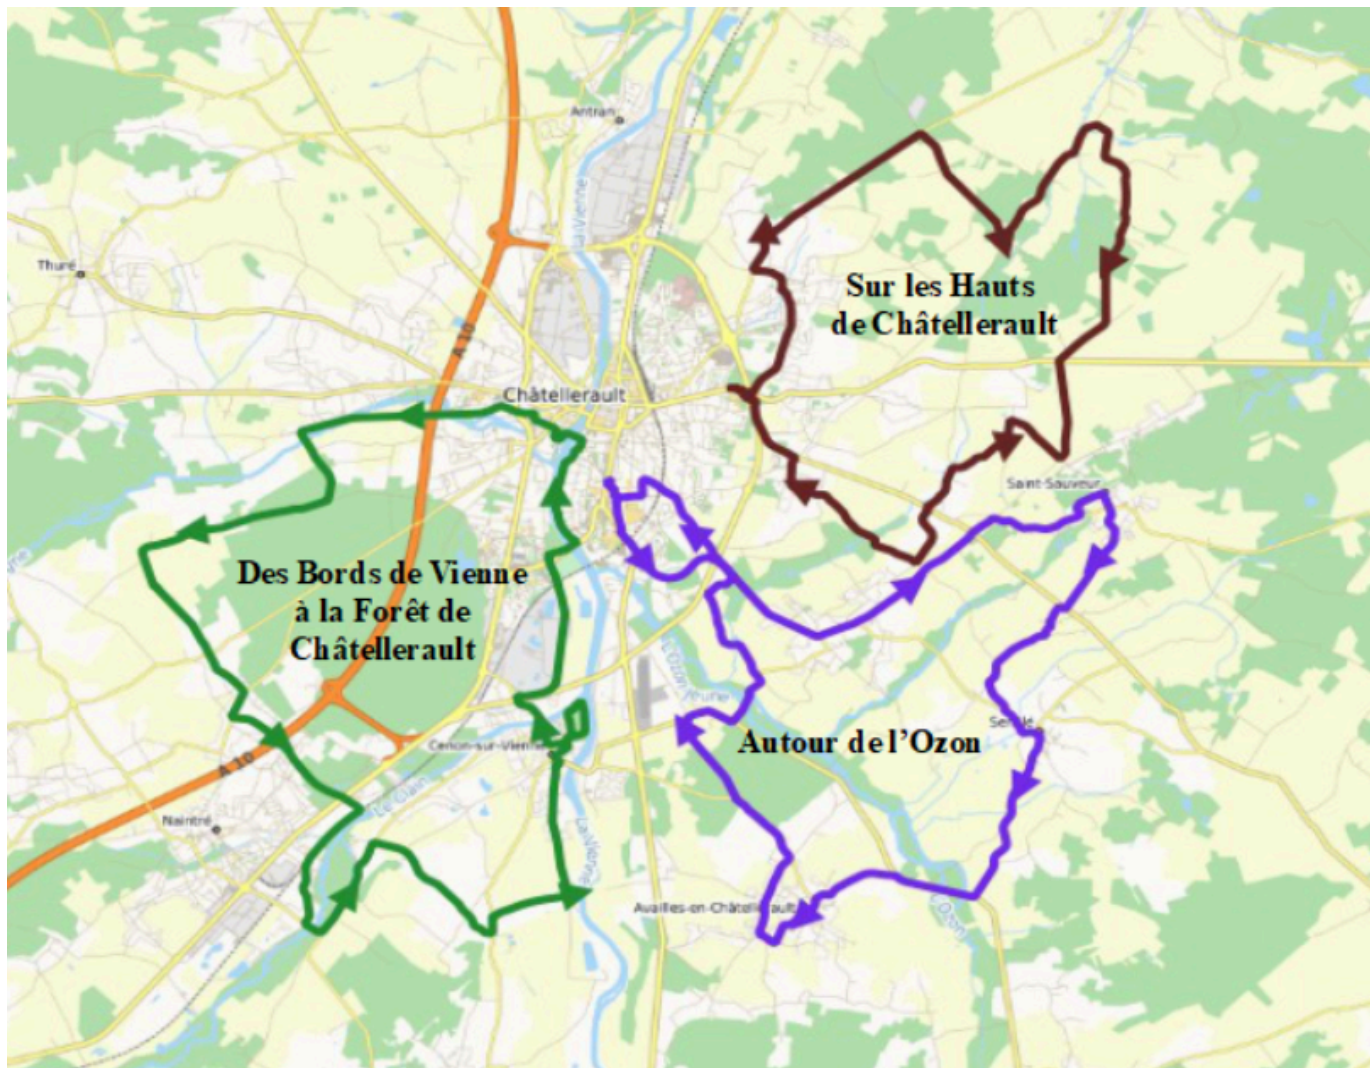 Antran
la Vienne
Thuré
Sur les Hauts
de Châtellerault
A 10
Châtellerault
Saint-Sauveur
Des Bords de Vienne
à la Forêt de
Châtellerault
L'Ozon
Autour de l'Ozon
Cenon-sur-Vienne
A 10
Le Clain
Naintré
La Vienne
Availles-en-Châtellerault
L'Ozon